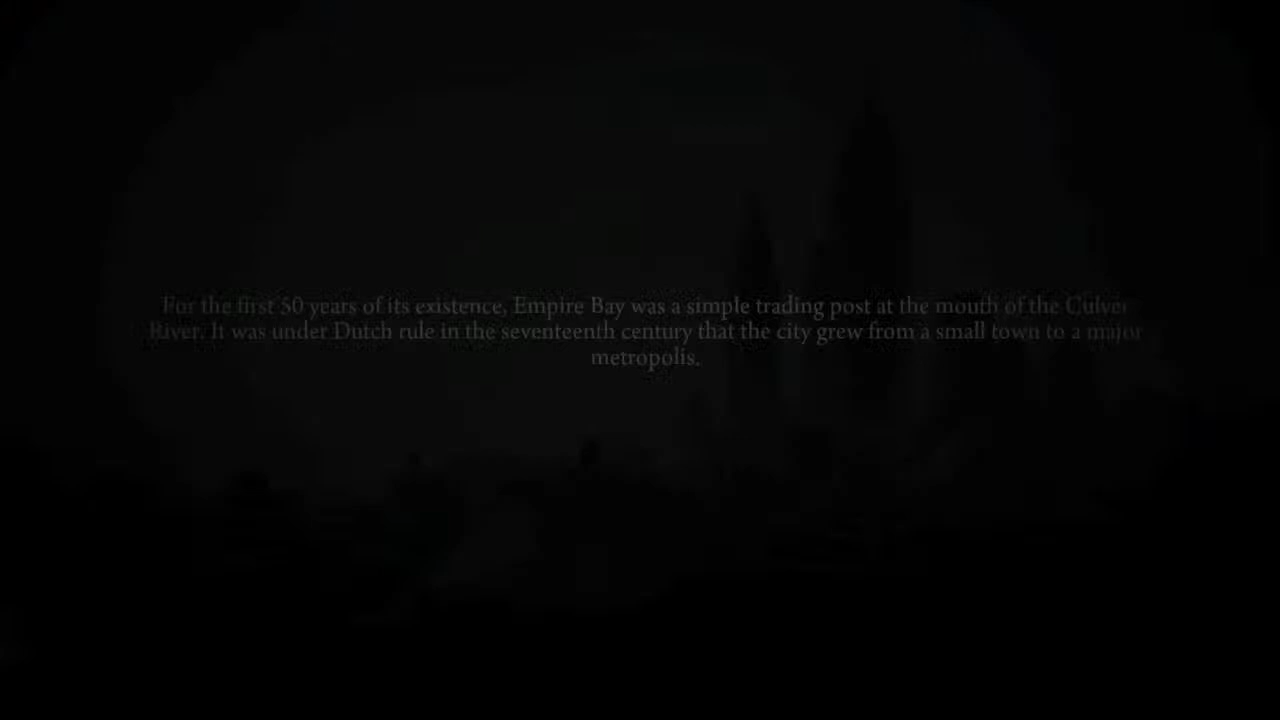 For the first 50 years of its existence, Empire Bay was a simple trading post at the mouth of the Culver
River. It was under Dutch rule in the seventeenth century that the city grew from a small town to a major
metropolis.